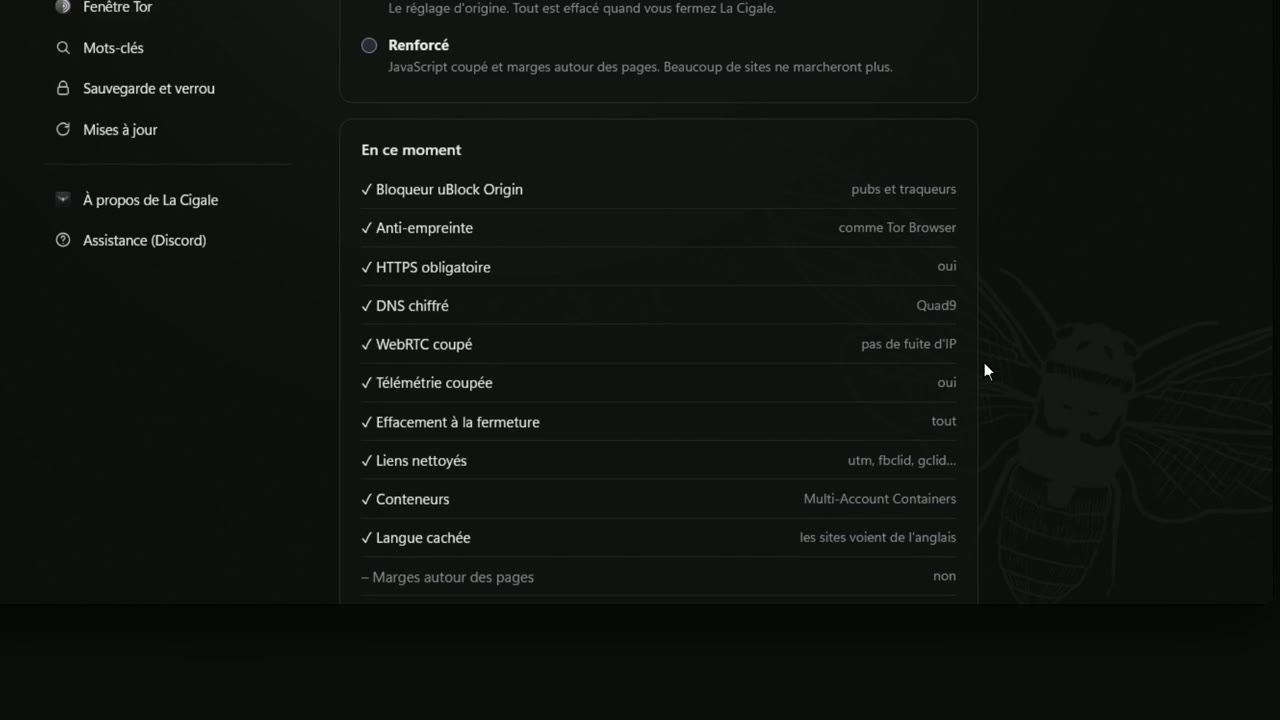 Fenêtre Tor
Mots-clés
Sauvegarde et verrou
Mises à jour
À propos de La Cigale
Assistance (Discord)
Le réglage d'origine. Tout est effacé quand vous fermez La Cigale.
Renforcé
JavaScript coupé et marges autour des pages. Beaucoup de sites ne marcheront plus.
En ce moment
✓ Bloqueur uBlock Origin pubs et traqueurs
✓ Anti-empreinte comme Tor Browser
✓ HTTPS obligatoire oui
✓ DNS chiffré Quad9
✓ WebRTC coupé pas de fuite d'IP
✓ Télémétrie coupée oui
✓ Effacement à la fermeture tout
✓ Liens nettoyés utm, fbclid, gclid...
✓ Conteneurs Multi-Account Containers
✓ Langue cachée les sites voient de l'anglais
– Marges autour des pages non